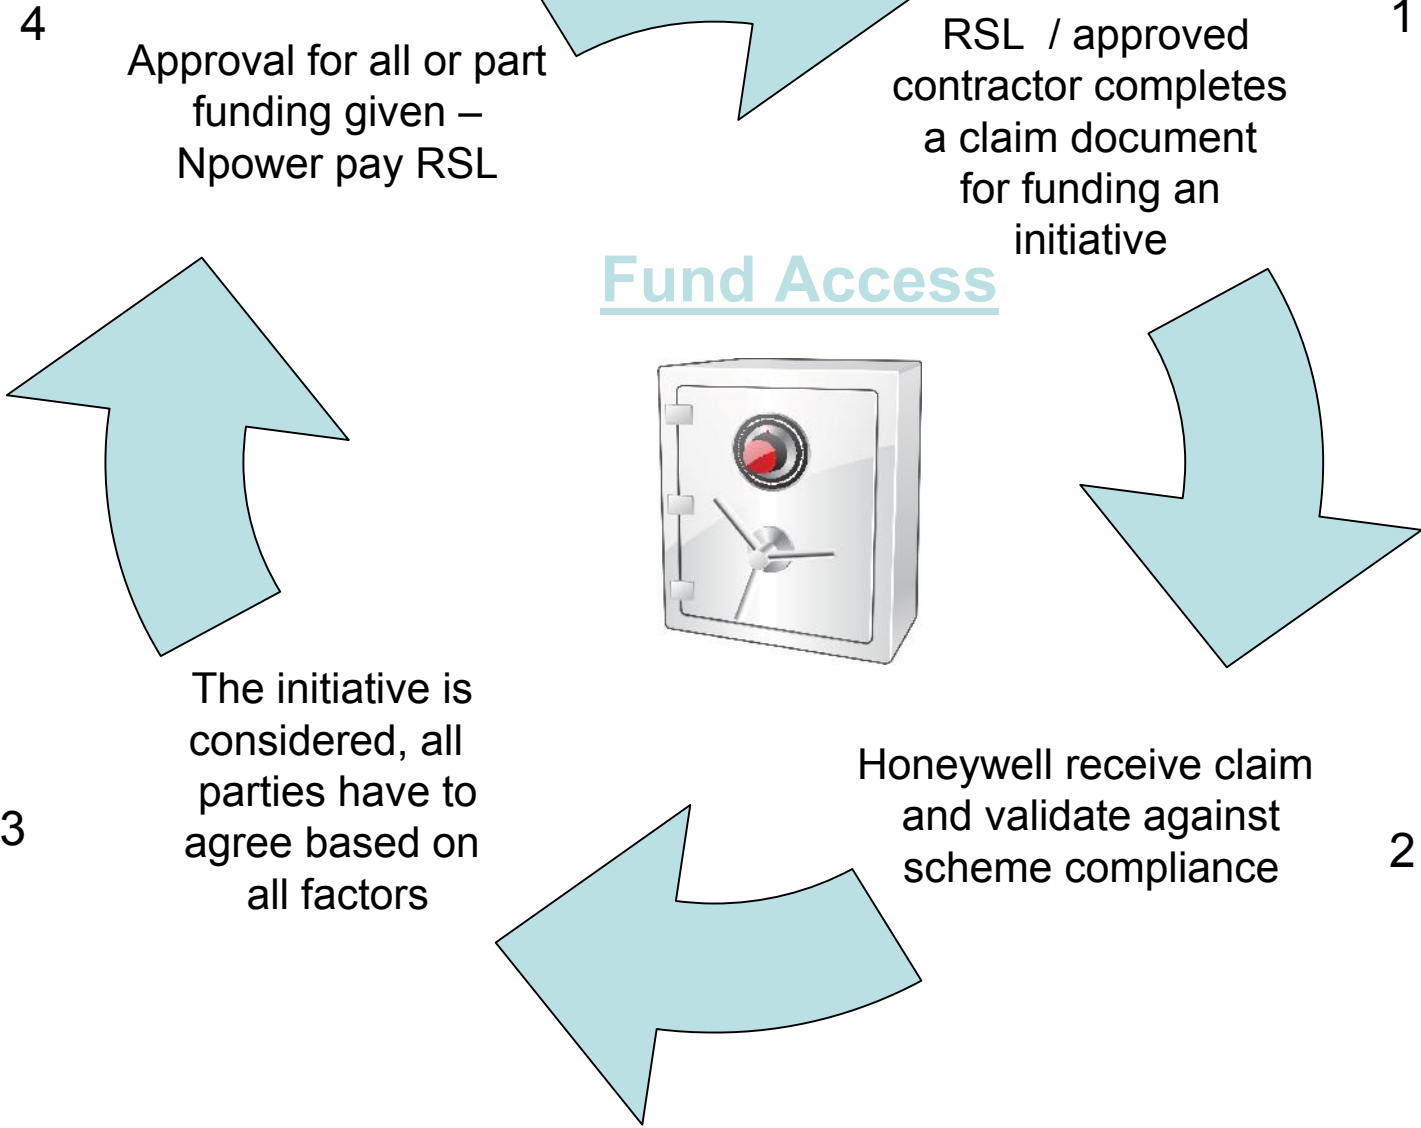 1
RSL / approved
contractor completes
a claim document
for funding an
initiative
Fund Access
2
Honeywell receive claim
and validate against
scheme compliance
3
The initiative is
considered, all
parties have to
agree based on
all factors
4
Approval for all or part
funding given –
Npower pay RSL